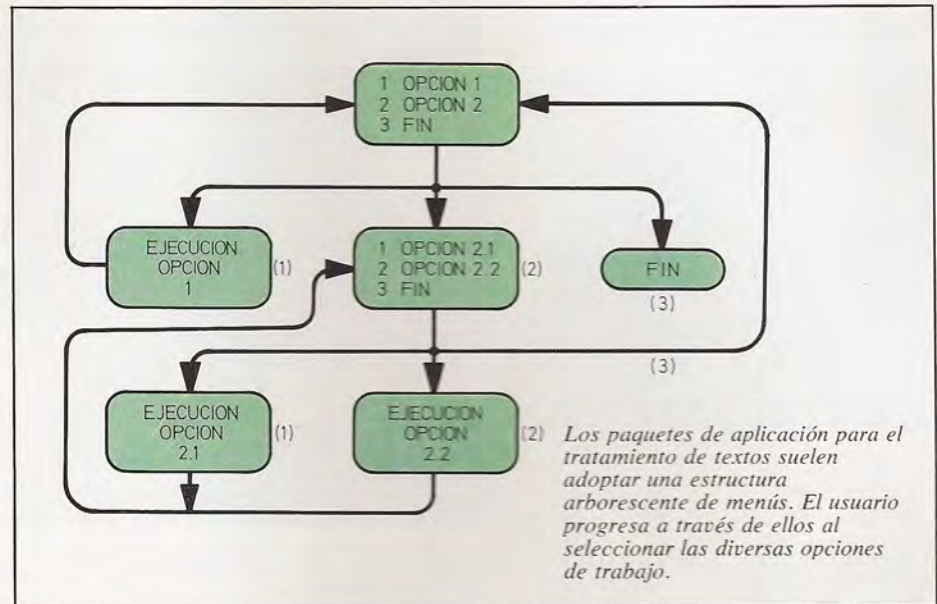 1 OPCION 1
2 OPCION 2
3 FIN
EJECUCION
OPCION
1
(1)
1 OPCION 2.1
2 OPCION 2.2
3 FIN
(2)
FIN
(3)
(3)
EJECUCION
OPCION
2.1
(1)
EJECUCION
OPCION
2.2
(2)
Los paquetes de aplicación para el
tratamiento de textos suelen
adoptar una estructura
arborescente de menús. El usuario
progresa a través de ellos al
seleccionar las diversas opciones
de trabajo.